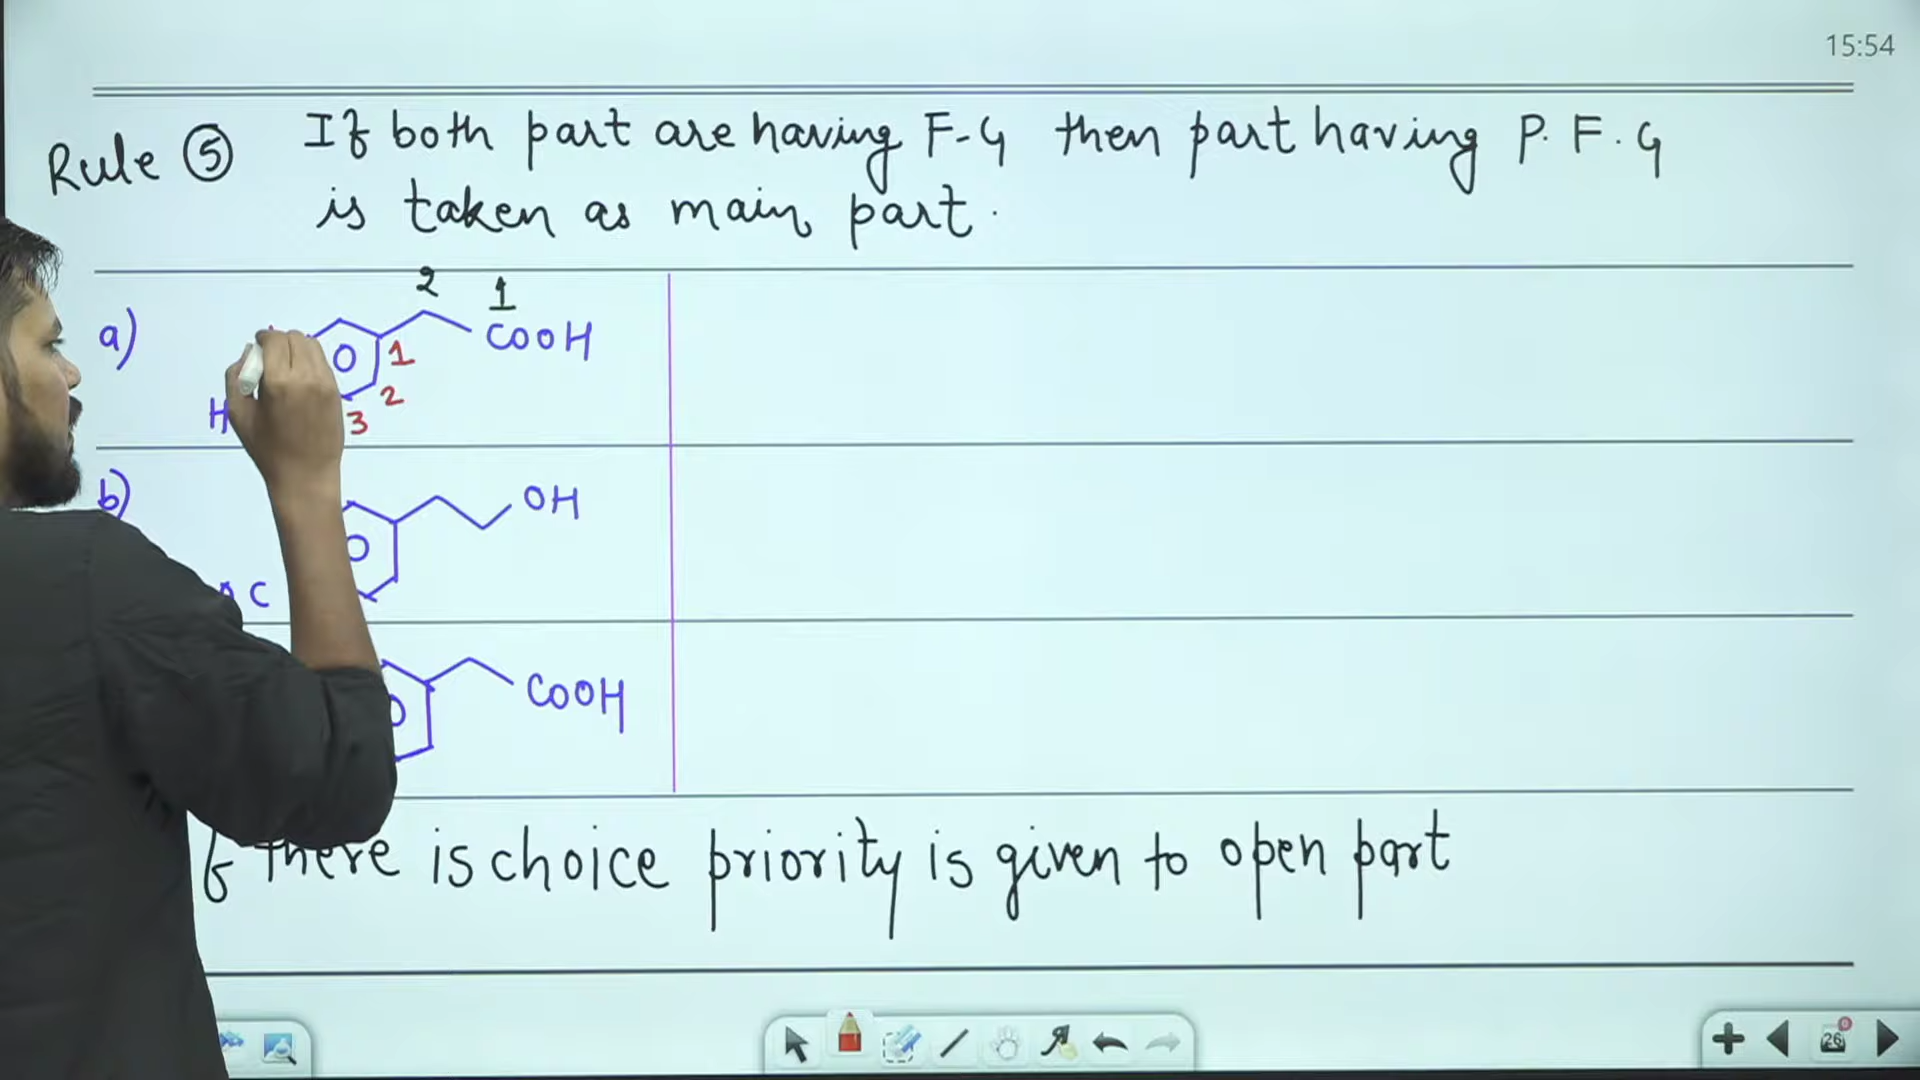 15:54
Rule ⑤ If both part are having F-G then part having P.F.G
is taken as main part.
a) 2 1
COOH
O 1
2
H 3
b) OH
O
C
COOH
there is choice priority is given to open part
26